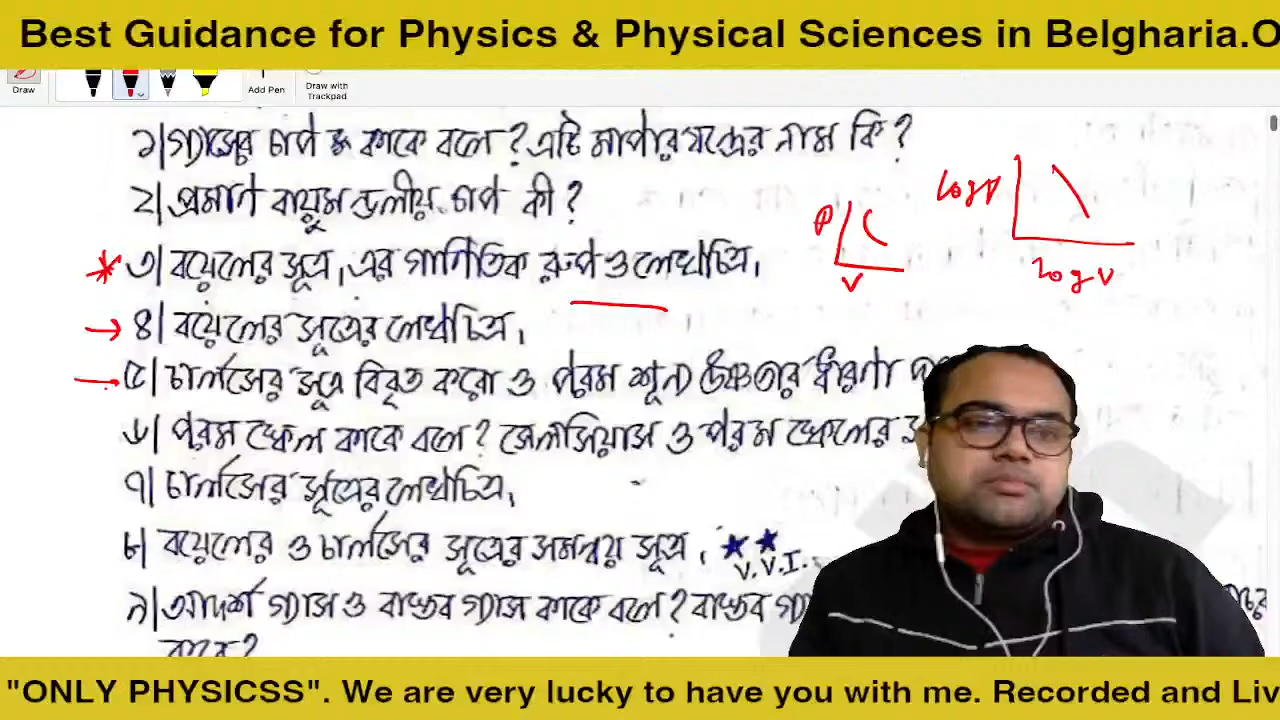 Best Guidance for Physics & Physical Sciences in Belgharia.O
Draw
Add Pen
Draw with
Trackpad
১| গ্যাসের চাপ কাকে বলে? এটি মাপার যন্ত্রের নাম কি?
২| প্রমাণ বায়ুমন্ডলীয় চাপ কী?
৩| বয়েলের সূত্র, এর গাণিতিক রুপ ও লেখচিত্র,
P
V
logP
logV
৪| বয়েলের সূত্রের লেখচিত্র,
৫| চার্লসের সূত্র বিবৃত করো ও পরম শূন্য উষ্ণতার ধারণা
৬| পরম স্কেল কাকে বলে? সেলসিয়াস ও পরম স্কেলের
৭| চার্লসের সূত্রের লেখচিত্র,
৮| বয়েলের ও চার্লসের সূত্রের সমন্বয় সূত্র, V.V.I.
৯| আদর্শ গ্যাস ও বাস্তব গ্যাস কাকে বলে? বাস্তব
"ONLY PHYSICSS". We are very lucky to have you with me. Recorded and Liv